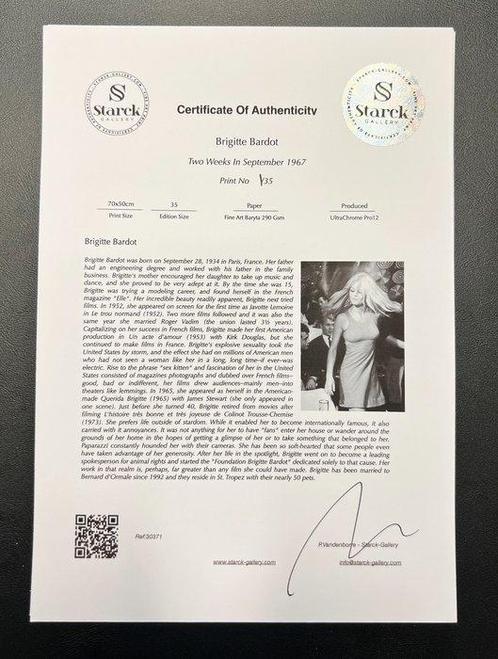 STARCK-GALLERY.COM
S
Starck
GALLERY
Certificate Of Authenticity
Starck
GALLERY
Brigitte Bardot
Two Weeks In September 1967
Print No 1/35
70x50cm 35 Paper Produced
Print Size Edition Size Fine Art Baryta 290 Gsm UltraChrome Pro12
Brigitte Bardot
Brigitte Bardot was born on September 28, 1934 in Paris, France. Her father
had an engineering degree and worked with his father in the family
business. Brigitte's mother encouraged her daughter to take up music and
dance, and she proved to be very adept at it. By the time she was 15,
Brigitte was trying a modeling career, and found herself in the French
magazine "Elle". Her incredible beauty readily apparent, Brigitte next tried
films. In 1952, she appeared on screen for the first time as Javotte Lemoine
in Le trou normand (1952). Two more films followed and it was also the
same year she married Roger Vadim (the union lasted 3½ years).
Capitalizing on her success in French films, Brigitte made her first American
production in Un acte d'amour (1953) with Kirk Douglas, but she
continued to make films in France. Brigitte's explosive sexuality took the
United States by storm, and the effect she had on millions of American men
who had not seen a woman like her in a long, long time–if ever–was
electric. Rise to the phrase "sex kitten" and fascination of her in the United
States consisted of magazines photographs and dubbed over French films–
good, bad or indifferent, her films drew audiences–mainly men–into
theaters like lemmings. In 1965, she appeared as herself in the American-
made Querida Brigitte (1965) with James Stewart (she only appeared in
one scene). Just before she turned 40, Brigitte retired from movies after
filming L'histoire très bonne et très joyeuse de Colinot Trousse-Chemise
(1973). She prefers life outside of stardom. While it enabled her to become internationally famous, it also
carried with it annoyances. It was not anything for her to have "fans" enter her house or wander around the
grounds of her home in the hopes of getting a glimpse of her or to take something that belonged to her.
Paparazzi constantly hounded her with their cameras. She has been so soft-hearted that some people even
have taken advantage of her generosity. After her life in the spotlight, Brigitte went on to become a leading
spokesperson for animal rights and started the "Foundation Brigitte Bardot" dedicated solely to that cause. Her
work in that realm is, perhaps, far greater than any film she could have made. Brigitte has been married to
Bernard d'Ormale since 1992 and they reside in St. Tropez with their nearly 50 pets.
Ref:30371
P.Vandenborre - Starck-Gallery
www.starck-gallery.com info@starck-gallery.com